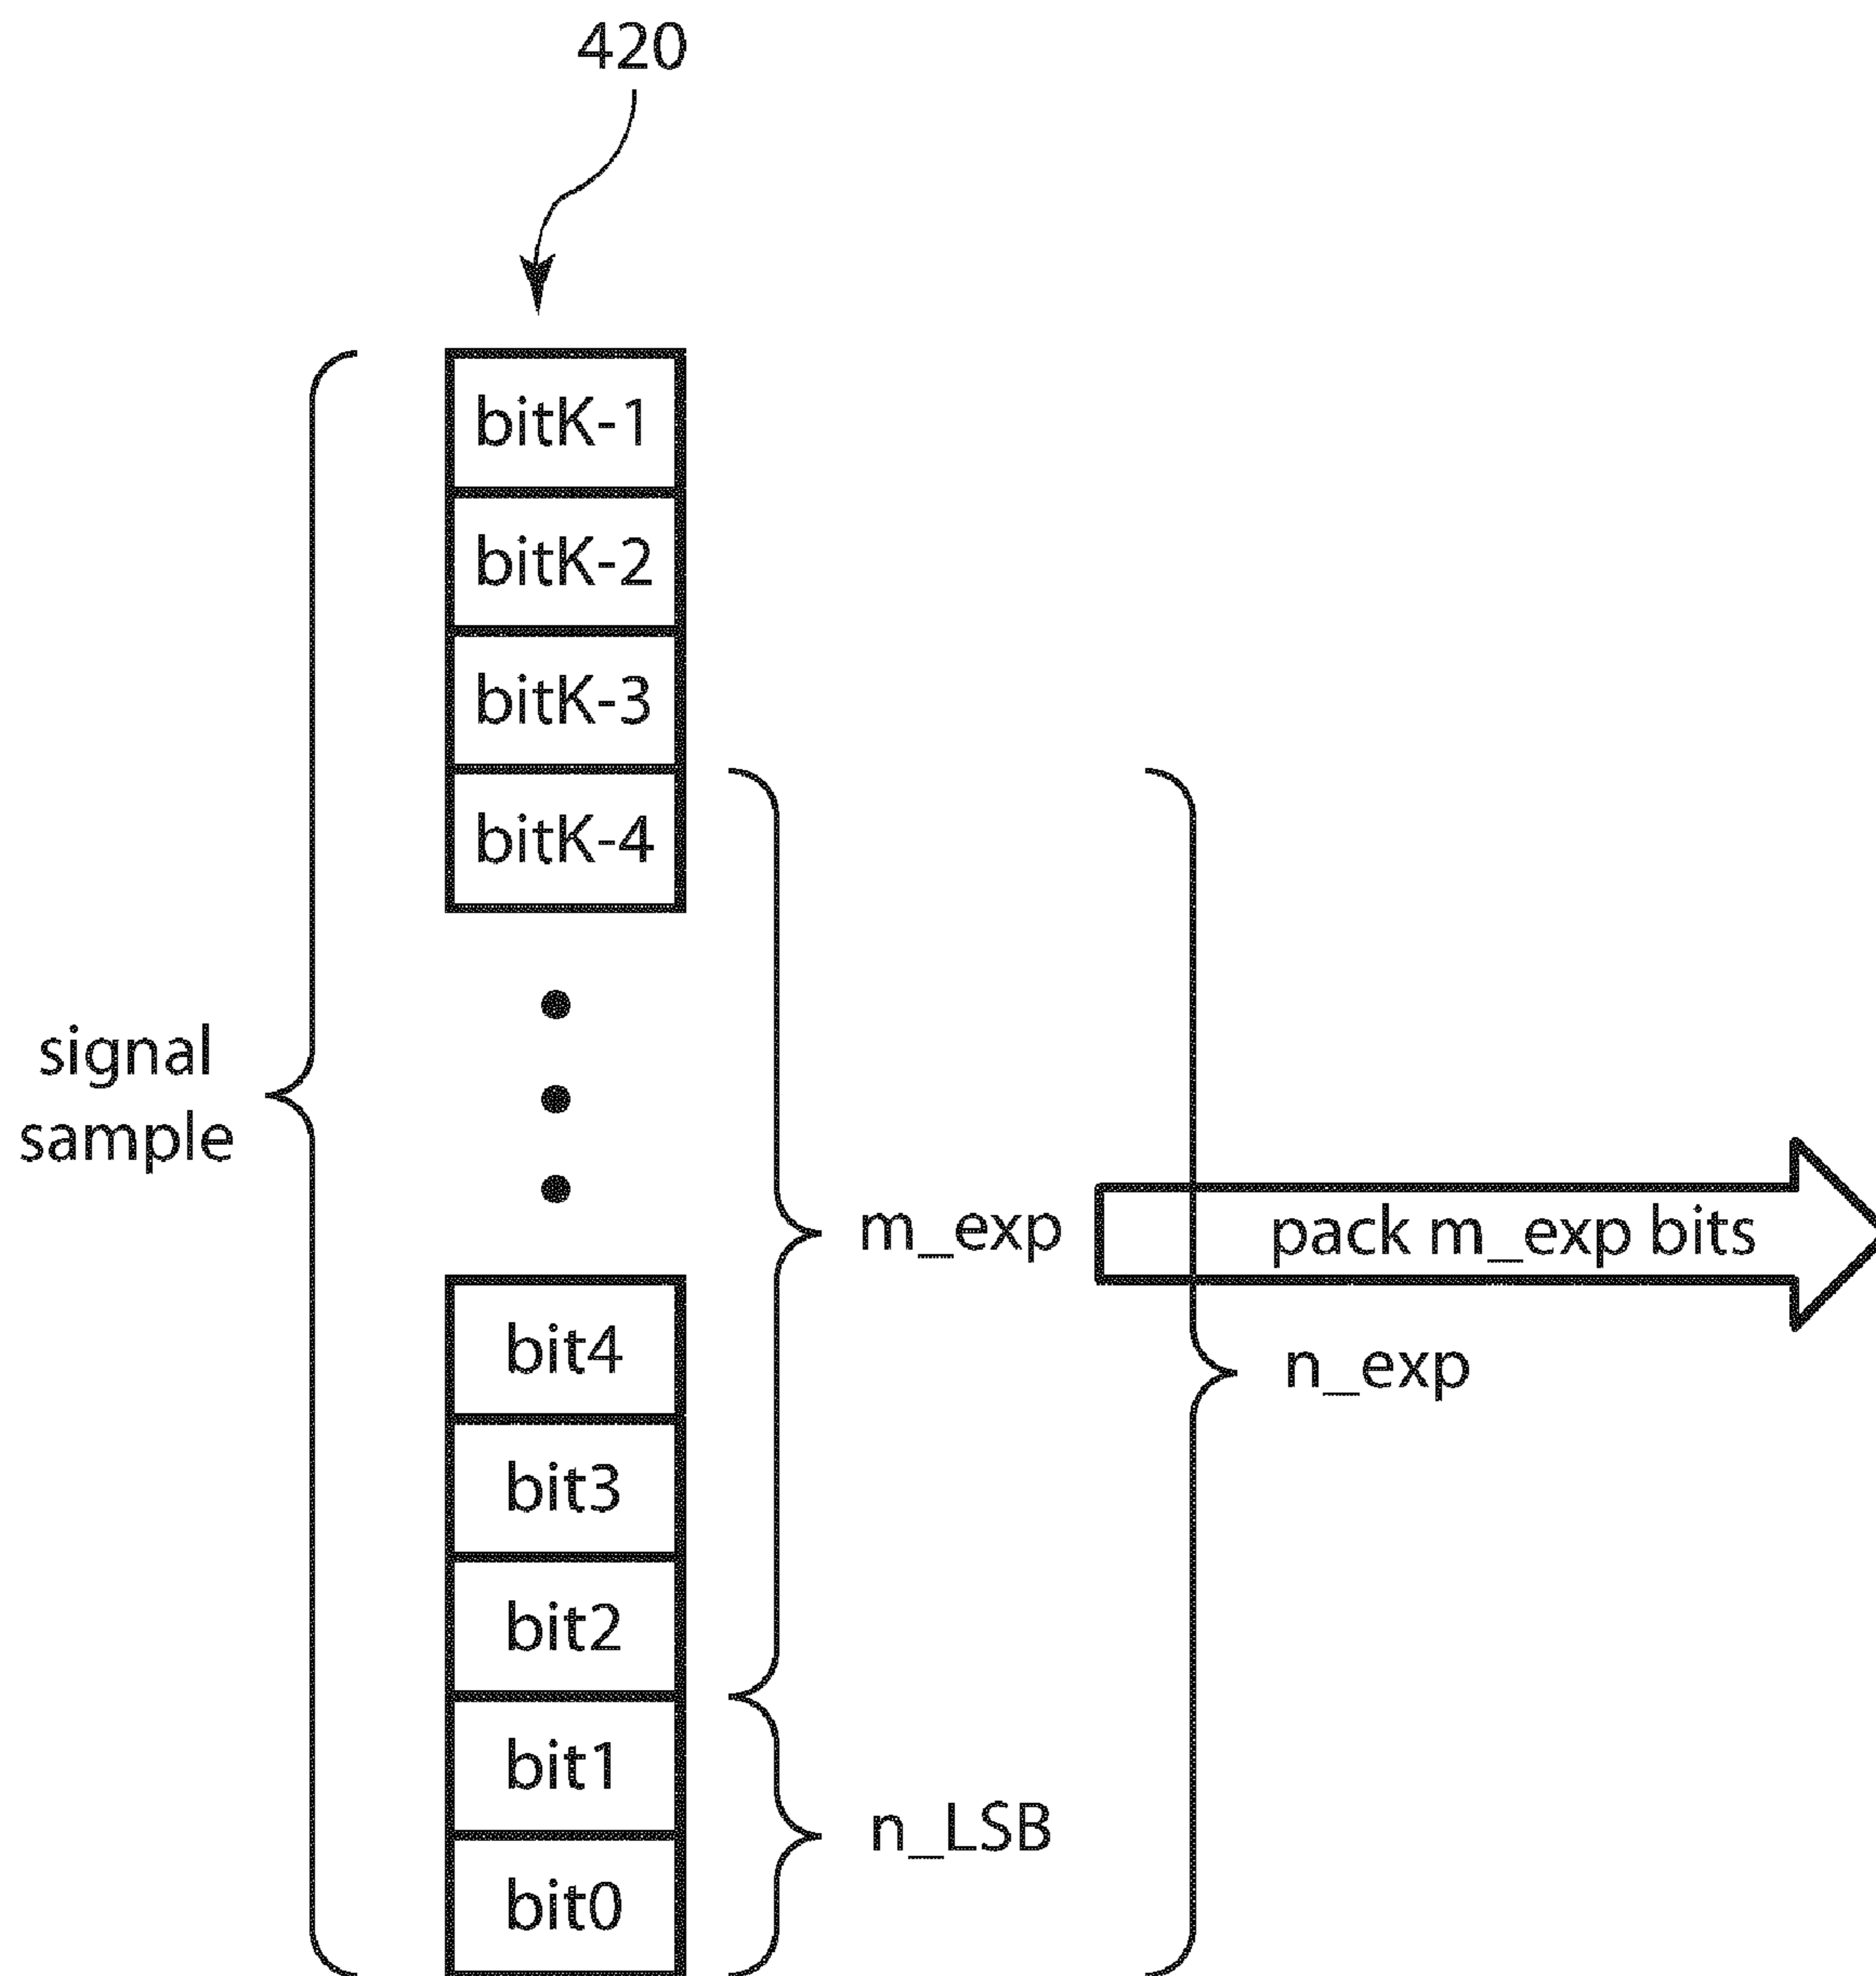 420
bitK-1
bitK-2
bitK-3
bitK-4
signal
sample
m_exp
pack m_exp bits
bit4
n_exp
bit3
bit2
bit1
n_LSB
bit0